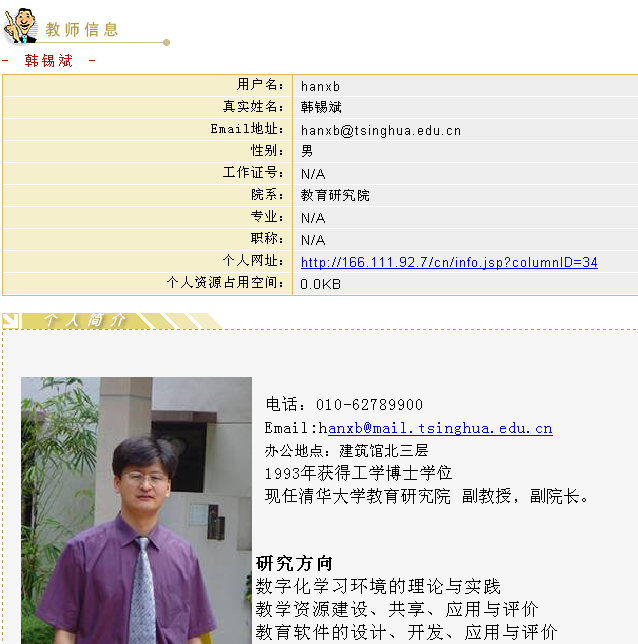 教师信息
- 韩锡斌 -
用户名： hanxb
真实姓名： 韩锡斌
Email地址： hanxb@tsinghua.edu.cn
性别： 男
工作证号： N/A
院系： 教育研究院
专业： N/A
职称： N/A
个人网址： http://166.111.92.7/cn/info.jsp?columnID=34
个人资源占用空间： 0.0KB
个人简介
电话：010-62789900
Email:hanxb@mail.tsinghua.edu.cn
办公地点：建筑馆北三层
1993年获得工学博士学位
现任清华大学教育研究院 副教授，副院长。
研究方向
数字化学习环境的理论与实践
教学资源建设、共享、应用与评价
教育软件的设计、开发、应用与评价